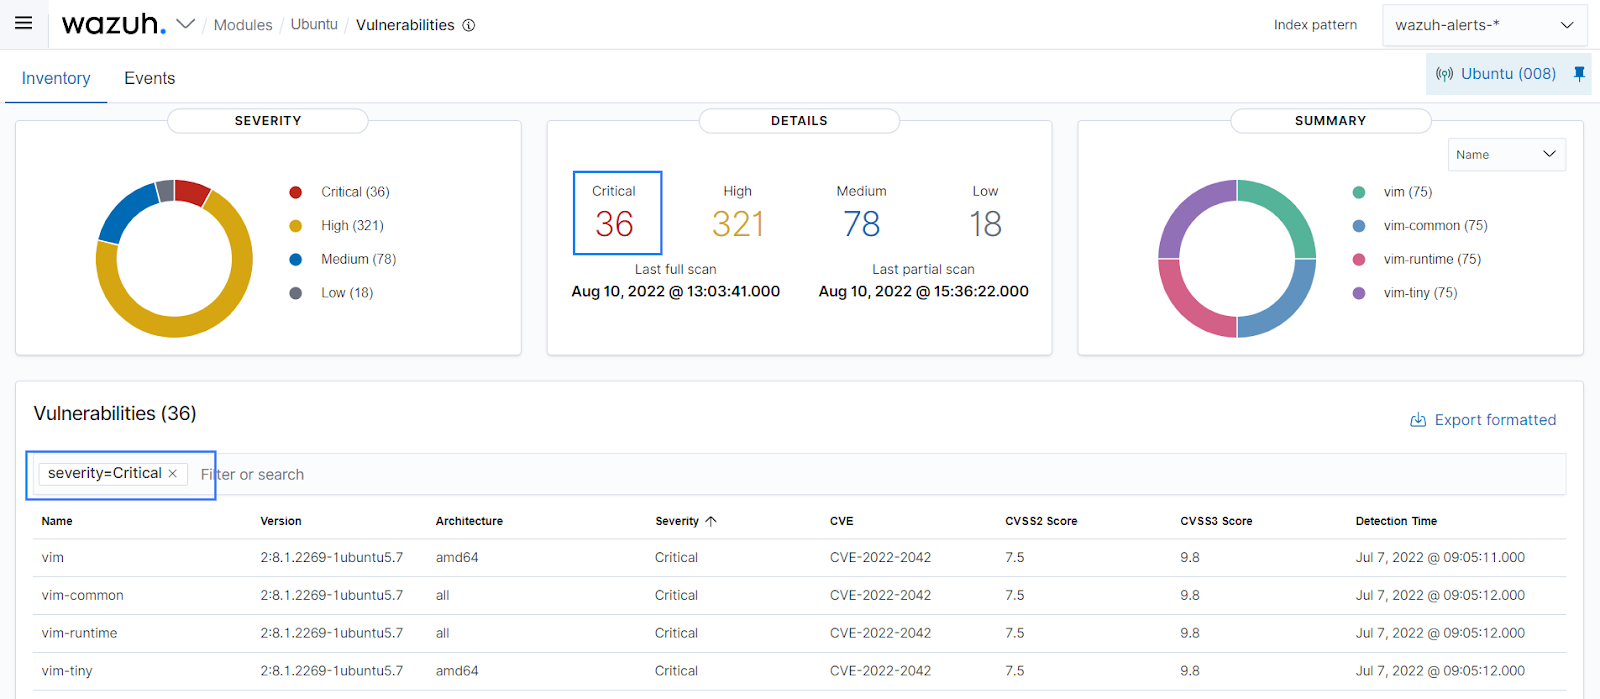 wazuh. / Modules / Ubuntu / Vulnerabilities
Index pattern
wazuh-alerts-*
Inventory
Events
Ubuntu (008)
SEVERITY
Critical (36)
High (321)
Medium (78)
Low (18)
DETAILS
Critical High Medium Low
36 321 78 18
Last full scan Last partial scan
Aug 10, 2022 @ 13:03:41.000 Aug 10, 2022 @ 15:36:22.000
SUMMARY
Name
vim (75)
vim-common (75)
vim-runtime (75)
vim-tiny (75)
Vulnerabilities (36)
Export formatted
severity=Critical × Filter or search
Name Version Architecture Severity CVE CVSS2 Score CVSS3 Score Detection Time
vim 2:8.1.2269-1ubuntu5.7 amd64 Critical CVE-2022-2042 7.5 9.8 Jul 7, 2022 @ 09:05:11.000
vim-common 2:8.1.2269-1ubuntu5.7 all Critical CVE-2022-2042 7.5 9.8 Jul 7, 2022 @ 09:05:12.000
vim-runtime 2:8.1.2269-1ubuntu5.7 all Critical CVE-2022-2042 7.5 9.8 Jul 7, 2022 @ 09:05:12.000
vim-tiny 2:8.1.2269-1ubuntu5.7 amd64 Critical CVE-2022-2042 7.5 9.8 Jul 7, 2022 @ 09:05:12.000